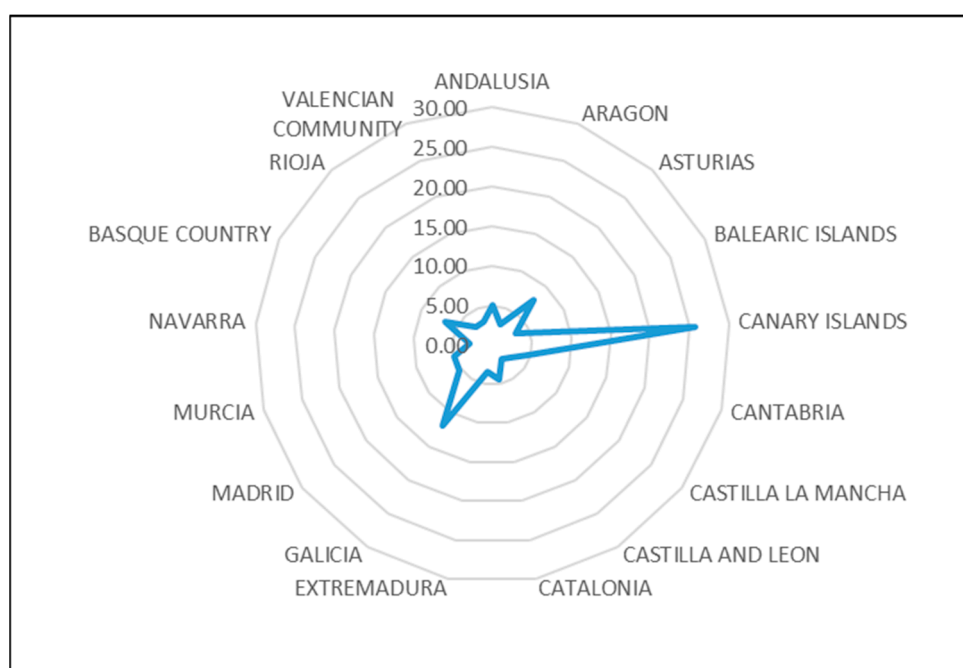 ANDALUSIA
VALENCIAN
COMMUNITY
30.00
ARAGON
RIOJA
25.00
ASTURIAS
20.00
BASQUE COUNTRY
15.00
BALEARIC ISLANDS
10.00
NAVARRA
5.00
CANARY ISLANDS
0.00
MURCIA
CANTABRIA
MADRID
CASTILLA LA MANCHA
GALICIA
CASTILLA AND LEON
EXTREMADURA
CATALONIA